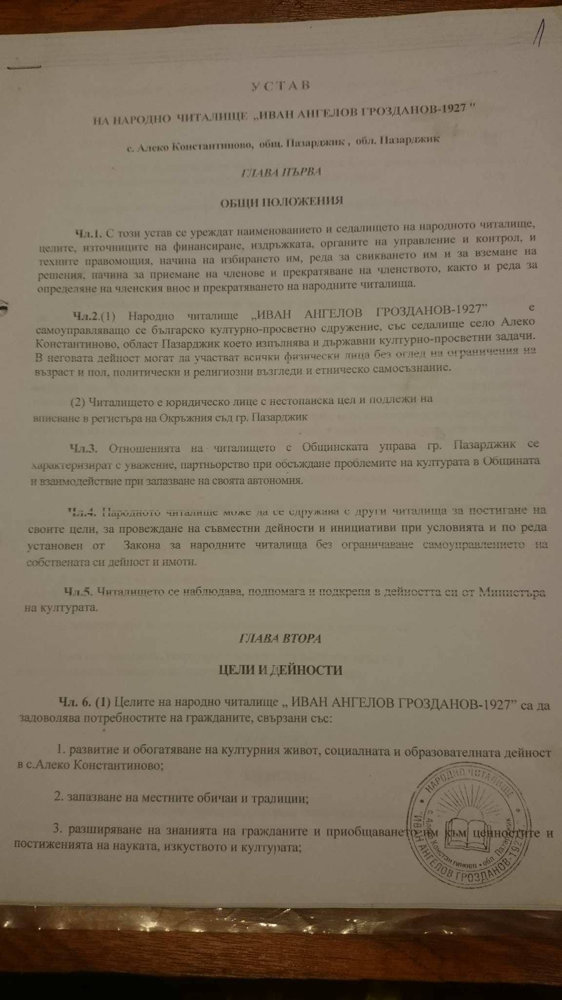 1
УСТАВ
НА НАРОДНО ЧИТАЛИЩЕ „ИВАН АНГЕЛОВ ГРОЗДАНОВ-1927 "
с. Алеко Константиново, общ. Пазарджик , обл. Пазарджик
ГЛАВА ПЪРВА
ОБЩИ ПОЛОЖЕНИЯ
Чл.1. С този устав се уреждат наименованието и седалището на народното читалище,
целите, източниците на финансиране, издръжката, органите на управление и контрол, и
техните правомощия, начина на избирането им, реда за свикването им и за вземане на
решения, начина за приемане на членове и прекратяване на членството, както и реда за
определяне на членския внос и прекратяването на народните читалища.
Чл.2.(1) Народно читалище „ИВАН АНГЕЛОВ ГРОЗДАНОВ-1927” е
самоуправляващо се българско културно-просветно сдружение, със седалище село Алеко
Константиново, област Пазарджик което изпълнява и държавни културно-просветни задачи.
В неговата дейност могат да участват всички физически лица без оглед на ограничения на
възраст и пол, политически и религиозни възгледи и етническо самосъзнание.
(2) Читалището е юридическо лице с нестопанска цел и подлежи на
вписване в регистъра на Окръжния съд гр. Пазарджик
Чл.3. Отношенията на читалището с Общинската управа гр. Пазарджик се
характеризират с уважение, партньорство при обсъждане проблемите на културата в Общината
и взаимодействие при запазване на своята автономия.
Чл.4. Народното читалище може да се сдружава с други читалища за постигане на
своите цели, за провеждане на съвместни дейности и инициативи при условията и по реда
установен от Закона за народните читалища без ограничаване самоуправлението на
собствената си дейност и имоти.
Чл.5. Читалището се наблюдава, подпомага и подкрепя в дейността си от Министъра
на културата.
ГЛАВА ВТОРА
ЦЕЛИ И ДЕЙНОСТИ
Чл. 6. (1) Целите на народно читалище „ ИВАН АНГЕЛОВ ГРОЗДАНОВ-1927” са да
задоволява потребностите на гражданите, свързани със:
1. развитие и обогатяване на културния живот, социалната и образователната дейност
в с.Алеко Константиново;
2. запазване на местните обичаи и традиции;
3. разширяване на знанията на гражданите и приобщаването им към ценностите и
постиженията на науката, изкуството и културата;
НАРОДНО ЧИТАЛИЩЕ
"ИВАН АНГЕЛОВ ГРОЗДАНОВ-1927"
с. Алеко Константиново • обл. Пазарджик